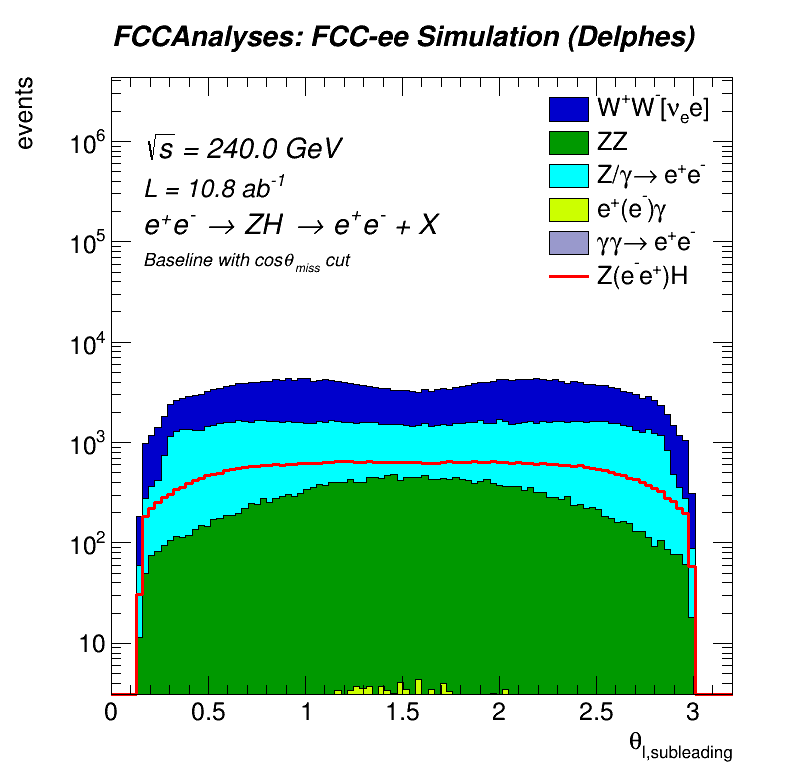 FCCAnalyses: FCC-ee Simulation (Delphes)
events
√s = 240.0 GeV
L = 10.8 ab⁻¹
e⁺e⁻ → ZH → e⁺e⁻ + X
Baseline with cosθ_miss cut
W⁺W⁻[ν_e e]
ZZ
Z/γ→ e⁺e⁻
e⁺(e⁻)γ
γγ→ e⁺e⁻
Z(e⁻e⁺)H
10⁶
10⁵
10⁴
10³
10²
10
0 0.5 1 1.5 2 2.5 3
θ_l,subleading